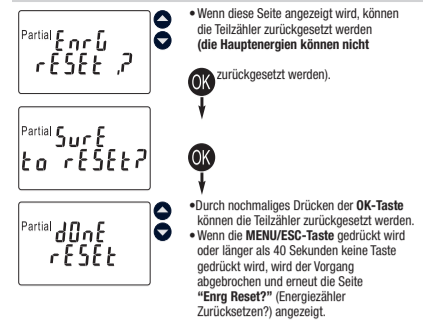 Partial EnrG
rESEt ,?
• Wenn diese Seite angezeigt wird, können
die Teilzähler zurückgesetzt werden
(die Hauptenergien können nicht
OK zurückgesetzt werden).
Partial SurE
to rESEt?
OK
Partial dOnE
rESEt
•Durch nochmaliges Drücken der OK-Taste
können die Teilzähler zurückgesetzt werden.
• Wenn die MENU/ESC-Taste gedrückt wird
oder länger als 40 Sekunden keine Taste
gedrückt wird, wird der Vorgang
abgebrochen und erneut die Seite
“Enrg Reset?” (Energiezähler
Zurücksetzen?) angezeigt.